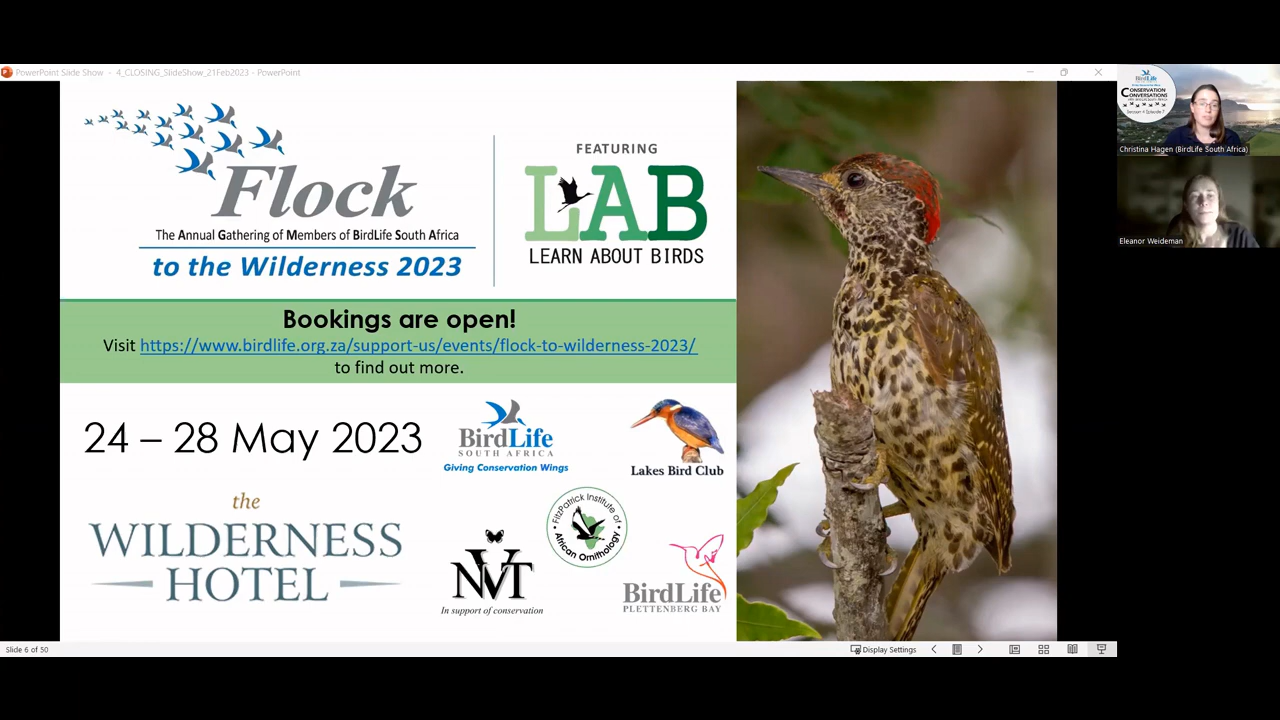 PowerPoint Slide Show - 4_CLOSING_SlideShow_21Feb2023 - PowerPoint
Flock
The Annual Gathering of Members of BirdLife South Africa
to the Wilderness 2023
FEATURING
LAB
LEARN ABOUT BIRDS
Bookings are open!
Visit https://www.birdlife.org.za/support-us/events/flock-to-wilderness-2023/
to find out more.
24 – 28 May 2023
BirdLife
SOUTH AFRICA
Giving Conservation Wings
Lakes Bird Club
the
WILDERNESS
HOTEL
NVT
In support of conservation
FitzPatrick Institute of
African Ornithology
BirdLife
PLETTENBERG BAY
BirdLife
CONSERVATION
CONVERSATIONS
Christina Hagen (BirdLife South Africa)
Eleanor Weideman
Slide 6 of 50
Display Settings